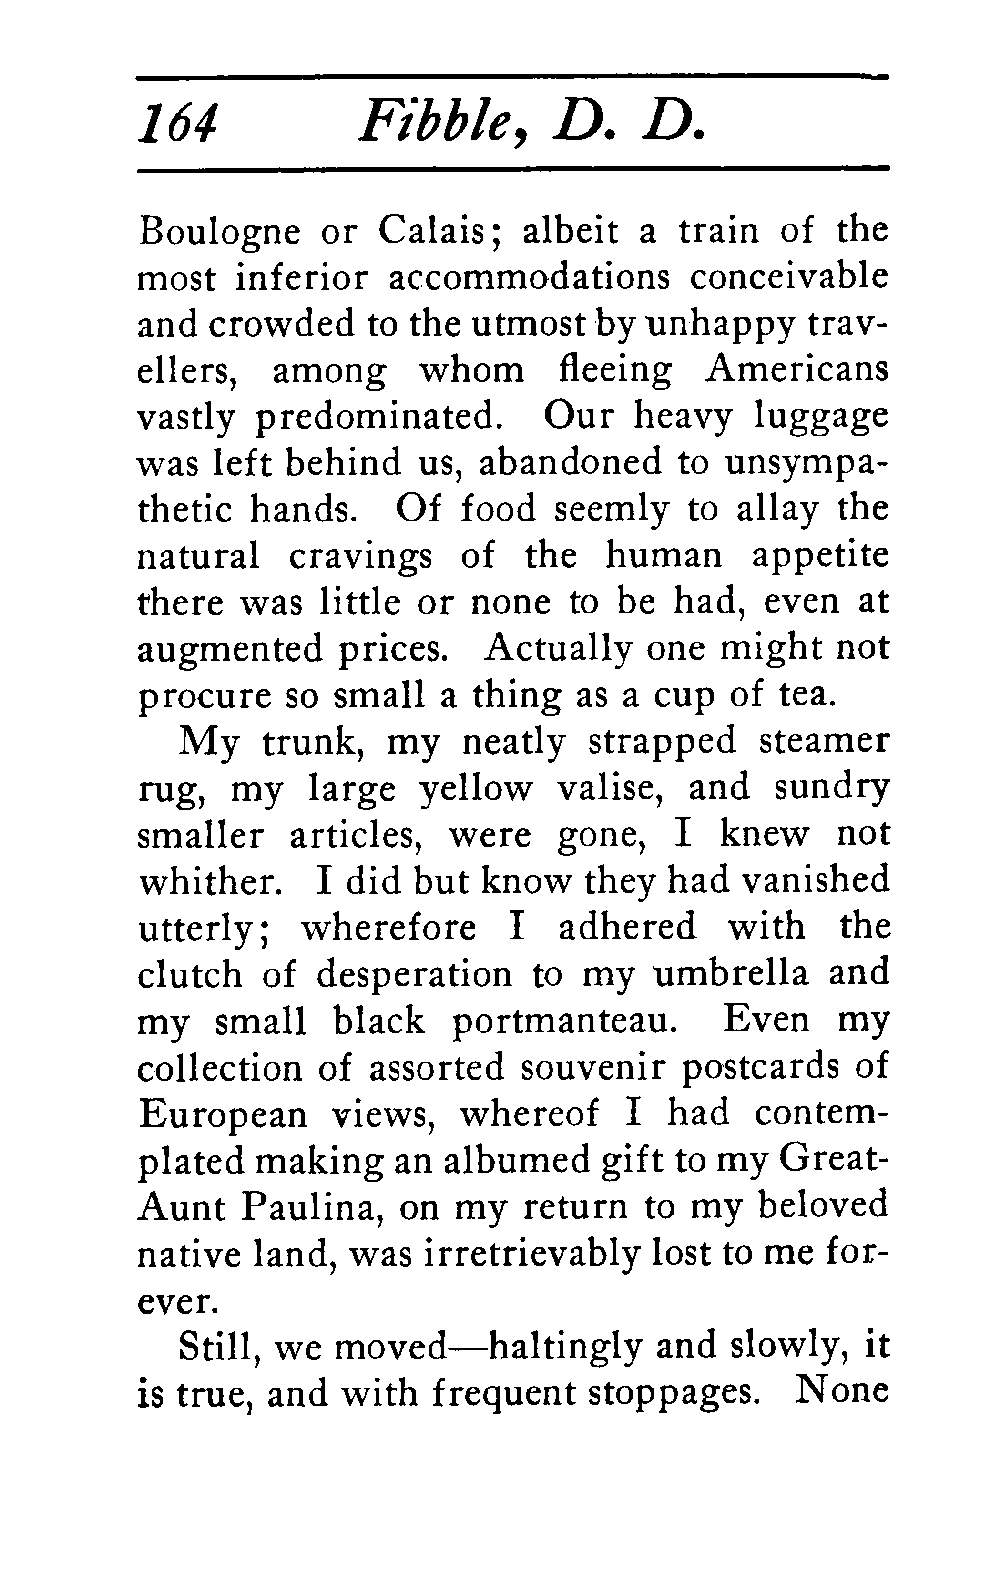 164 Fibble, D. D.
Boulogne or Calais; albeit a train of the
most inferior accommodations conceivable
and crowded to the utmost by unhappy trav-
ellers, among whom fleeing Americans
vastly predominated. Our heavy luggage
was left behind us, abandoned to unsympa-
thetic hands. Of food seemly to allay the
natural cravings of the human appetite
there was little or none to be had, even at
augmented prices. Actually one might not
procure so small a thing as a cup of tea.
My trunk, my neatly strapped steamer
rug, my large yellow valise, and sundry
smaller articles, were gone, I knew not
whither. I did but know they had vanished
utterly; wherefore I adhered with the
clutch of desperation to my umbrella and
my small black portmanteau. Even my
collection of assorted souvenir postcards of
European views, whereof I had contem-
plated making an albumed gift to my Great-
Aunt Paulina, on my return to my beloved
native land, was irretrievably lost to me for-
ever.
Still, we moved—haltingly and slowly, it
is true, and with frequent stoppages. None